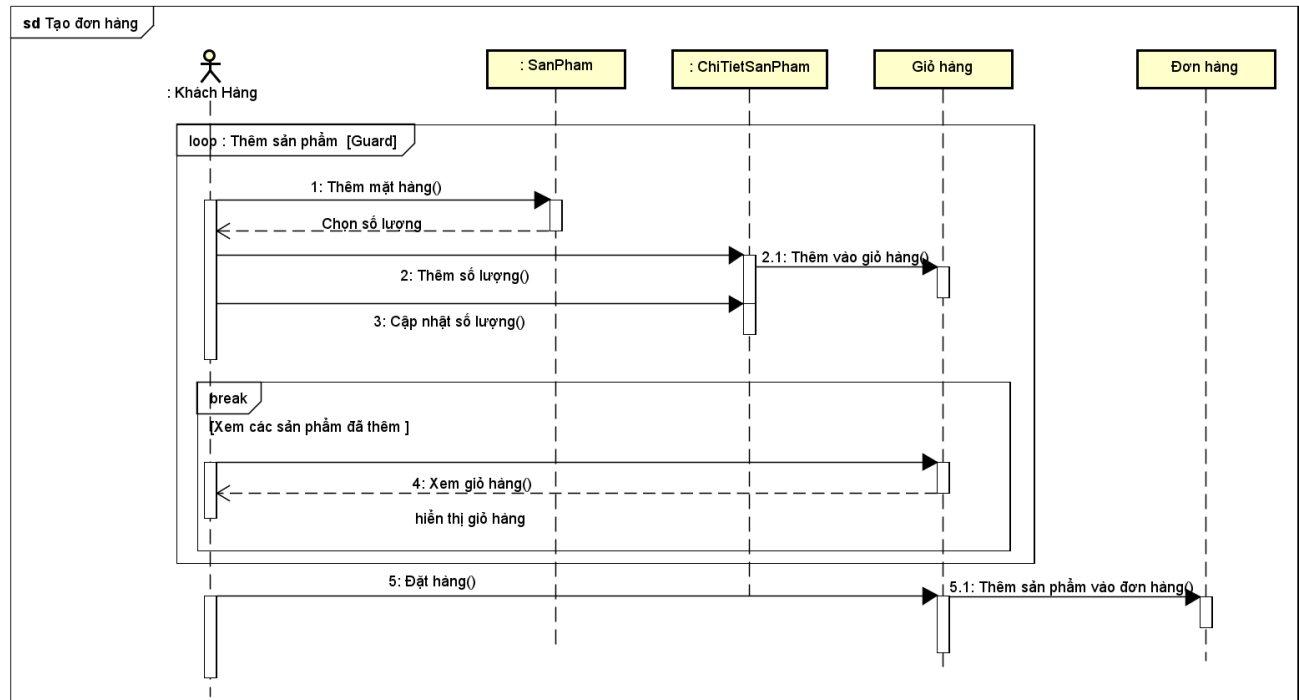 sd Tạo đơn hàng
: Khách Hàng
: SanPham
: ChiTietSanPham
Giỏ hàng
Đơn hàng
loop : Thêm sản phẩm [Guard]
1: Thêm mặt hàng()
Chọn số lượng
2: Thêm số lượng()
2.1: Thêm vào giỏ hàng()
3: Cập nhật số lượng()
break
[Xem các sản phẩm đã thêm ]
4: Xem giỏ hàng()
hiển thị giỏ hàng
5: Đặt hàng()
5.1: Thêm sản phẩm vào đơn hàng()